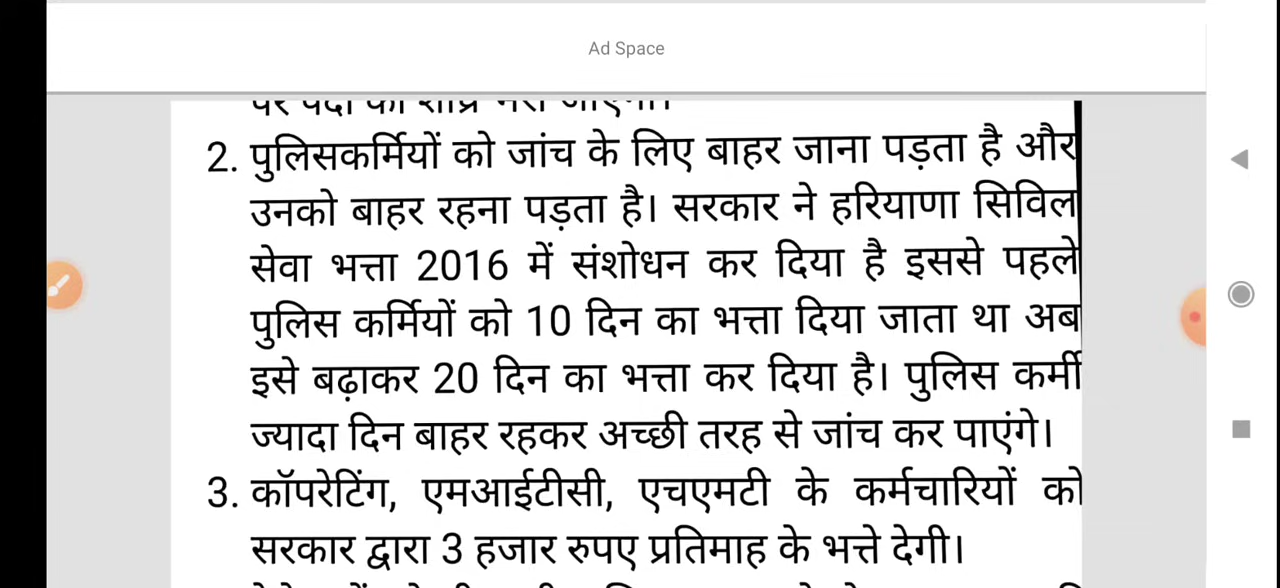 Ad Space
2. पुलिसकर्मियों को जांच के लिए बाहर जाना पड़ता है और
उनको बाहर रहना पड़ता है। सरकार ने हरियाणा सिविल
सेवा भत्ता 2016 में संशोधन कर दिया है इससे पहले
पुलिस कर्मियों को 10 दिन का भत्ता दिया जाता था अब
इसे बढ़ाकर 20 दिन का भत्ता कर दिया है। पुलिस कर्मी
ज्यादा दिन बाहर रहकर अच्छी तरह से जांच कर पाएंगे।
3. कॉपरेटिंग, एमआईटीसी, एचएमटी के कर्मचारियों को
सरकार द्वारा 3 हजार रुपए प्रतिमाह के भत्ते देगी।